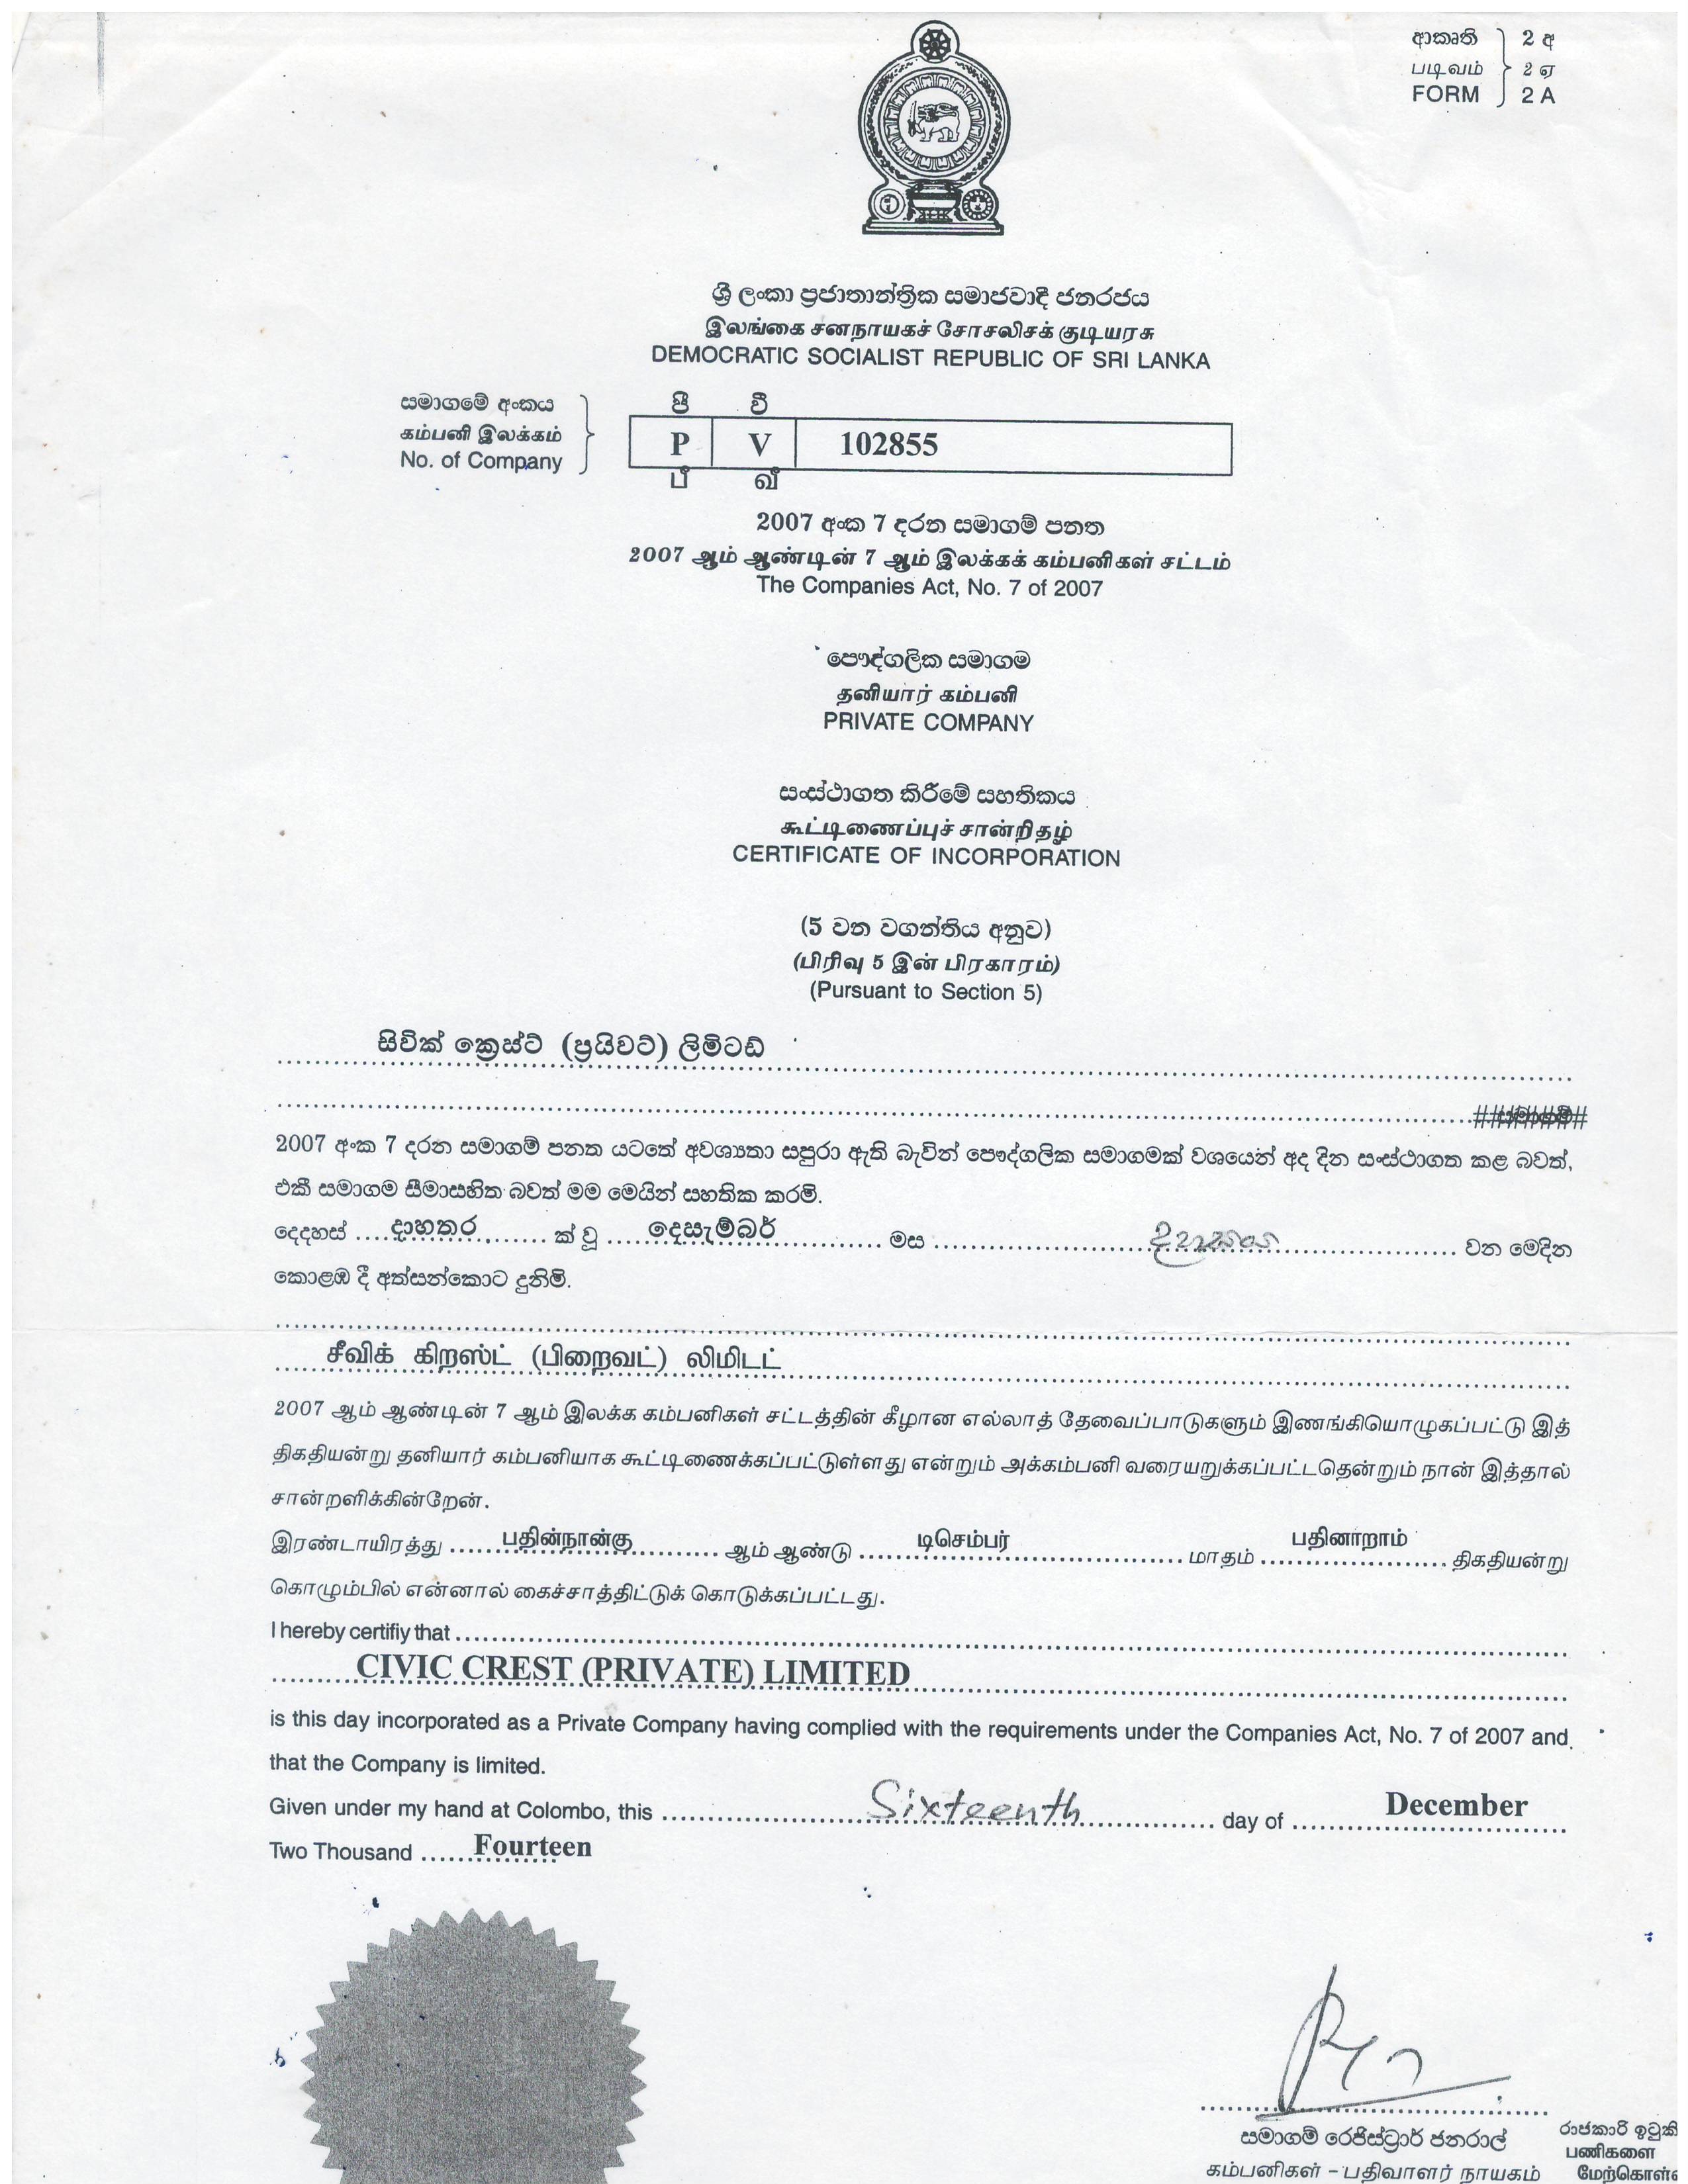 ආකෘති 2 අ
படிவம் 2 ஏ
FORM 2 A
ශ්‍රී ලංකා ප්‍රජාතාන්ත්‍රික සමාජවාදී ජනරජය
இலங்கை சனநாயகச் சோசலிசக் குடியரசு
DEMOCRATIC SOCIALIST REPUBLIC OF SRI LANKA
සමාගමේ අංකය
கம்பனி இலக்கம்
No. of Company
පී වී
P V 102855
பீ வீ
2007 අංක 7 දරන සමාගම් පනත
2007 ஆம் ஆண்டின் 7 ஆம் இலக்கக் கம்பனிகள் சட்டம்
The Companies Act, No. 7 of 2007
පෞද්ගලික සමාගම
தனியார் கம்பனி
PRIVATE COMPANY
සංස්ථාගත කිරීමේ සහතිකය
கூட்டிணைப்புச் சான்றிதழ்
CERTIFICATE OF INCORPORATION
(5 වන වගන්තිය අනුව)
(பிரிவு 5 இன் பிரகாரம்)
(Pursuant to Section 5)
සිවික් ක්‍රෙස්ට් (ප්‍රයිවට්) ලිමිටඩ්
2007 අංක 7 දරන සමාගම් පනත යටතේ අවශ්‍යතා සපුරා ඇති බැවින් පෞද්ගලික සමාගමක් වශයෙන් අද දින සංස්ථාගත කළ බවත්,
එකී සමාගම සීමාසහිත බවත් මම මෙයින් සහතික කරමි.
දෙදහස් දාහතර ක් වූ දෙසැම්බර් මස වන මෙදින
කොළඹ දී අත්සන්කොට දුනිමි.
சீவிக் கிறஸ்ட் (பிறைவட்) லிமிடட்
2007 ஆம் ஆண்டின் 7 ஆம் இலக்க கம்பனிகள் சட்டத்தின் கீழான எல்லாத் தேவைப்பாடுகளும் இணங்கியொழுகப்பட்டு இத்
திகதியன்று தனியார் கம்பனியாக கூட்டிணைக்கப்பட்டுள்ளது என்றும் அக்கம்பனி வரையறுக்கப்பட்டதென்றும் நான் இத்தால்
சான்றளிக்கின்றேன்.
இரண்டாயிரத்து பதின்நான்கு ஆம் ஆண்டு டிசெம்பர் மாதம் பதினாறாம் திகதியன்று
கொழும்பில் என்னால் கைச்சாத்திட்டுக் கொடுக்கப்பட்டது.
I hereby certifiy that
CIVIC CREST (PRIVATE) LIMITED
is this day incorporated as a Private Company having complied with the requirements under the Companies Act, No. 7 of 2007 and
that the Company is limited.
Given under my hand at Colombo, this Sixteenth day of December
Two Thousand Fourteen
සමාගම් රෙජිස්ට්‍රාර් ජනරාල්
கம்பனிகள் – பதிவாளர் நாயகம்
රාජකාරි
பணிகளை